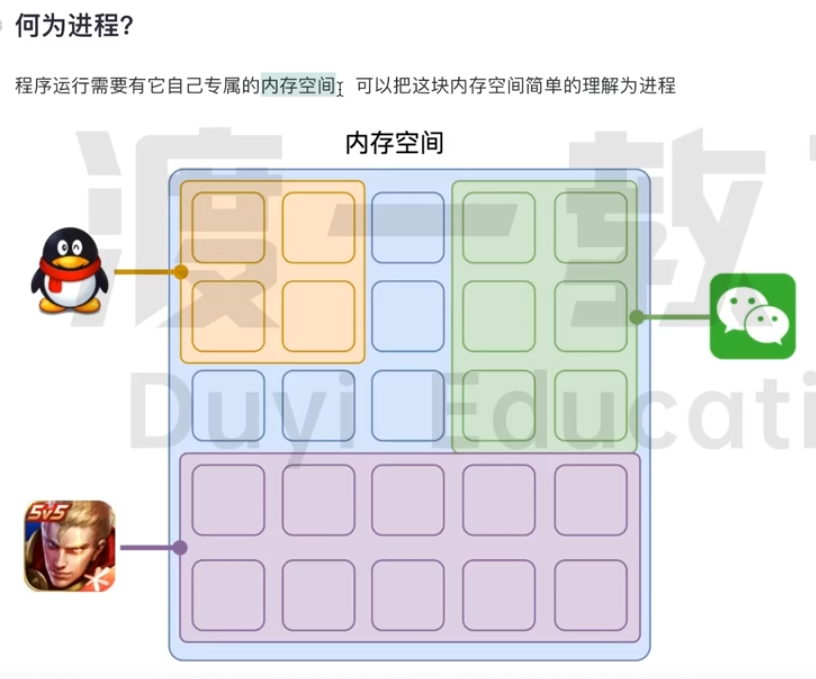 何为进程?
程序运行需要有它自己专属的内存空间,可以把这块内存空间简单的理解为进程
内存空间
渡一教
Duyi Educati
5v5